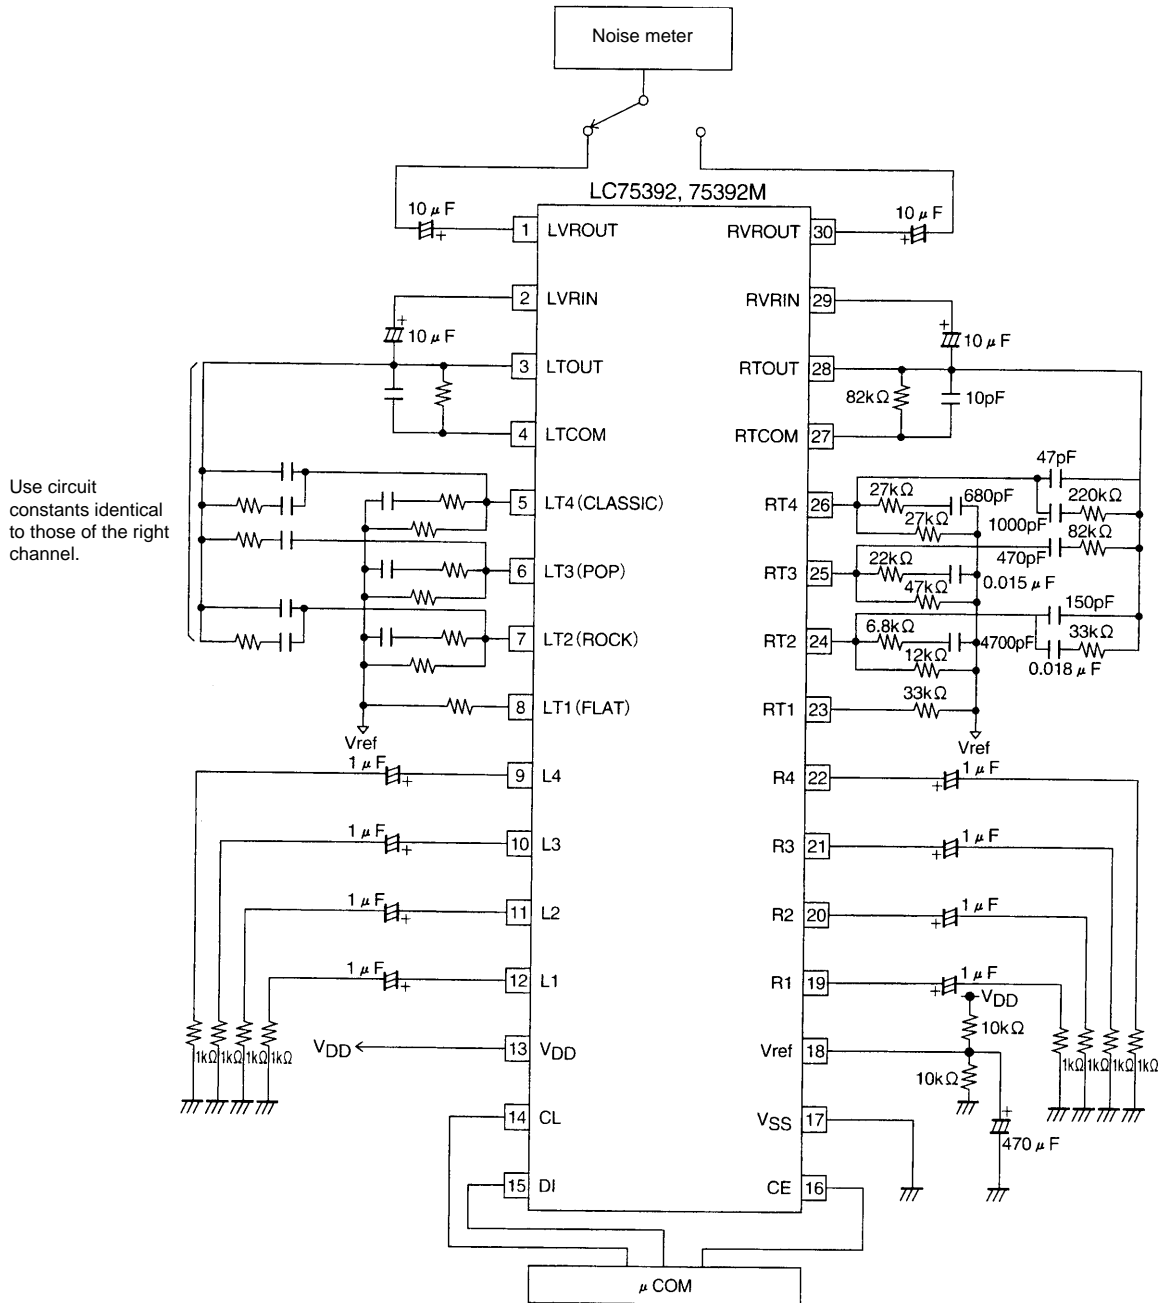 Noise meter
LC75392, 75392M
10 μF
10 μF
1 LVROUT
RVROUT 30
2 LVRIN
RVRIN 29
10 μF
10 μF
3 LTOUT
RTOUT 28
82kΩ
10pF
4 LTCOM
RTCOM 27
Use circuit
constants identical
to those of the right
channel.
47pF
5 LT4(CLASSIC)
RT4 26
27kΩ
680pF
220kΩ
27kΩ
1000pF
82kΩ
6 LT3(POP)
RT3 25
22kΩ
470pF
0.015 μF
47kΩ
150pF
7 LT2(ROCK)
RT2 24
6.8kΩ
4700pF
33kΩ
12kΩ
0.018 μF
8 LT1(FLAT)
RT1 23
33kΩ
Vref
Vref
1 μF
9 L4
R4 22
1 μF
1 μF
10 L3
R3 21
1 μF
1 μF
11 L2
R2 20
1 μF
1 μF
12 L1
R1 19
1 μF
VDD
10kΩ
1kΩ 1kΩ 1kΩ 1kΩ
VDD
13 VDD
Vref 18
10kΩ
1kΩ 1kΩ 1kΩ 1kΩ
14 CL
VSS 17
470 μF
15 DI
CE 16
μ COM